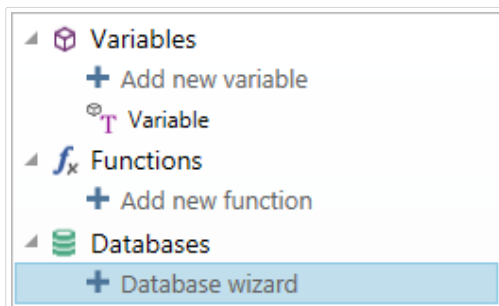 Variables
Add new variable
Variable
Functions
Add new function
Databases
Database wizard